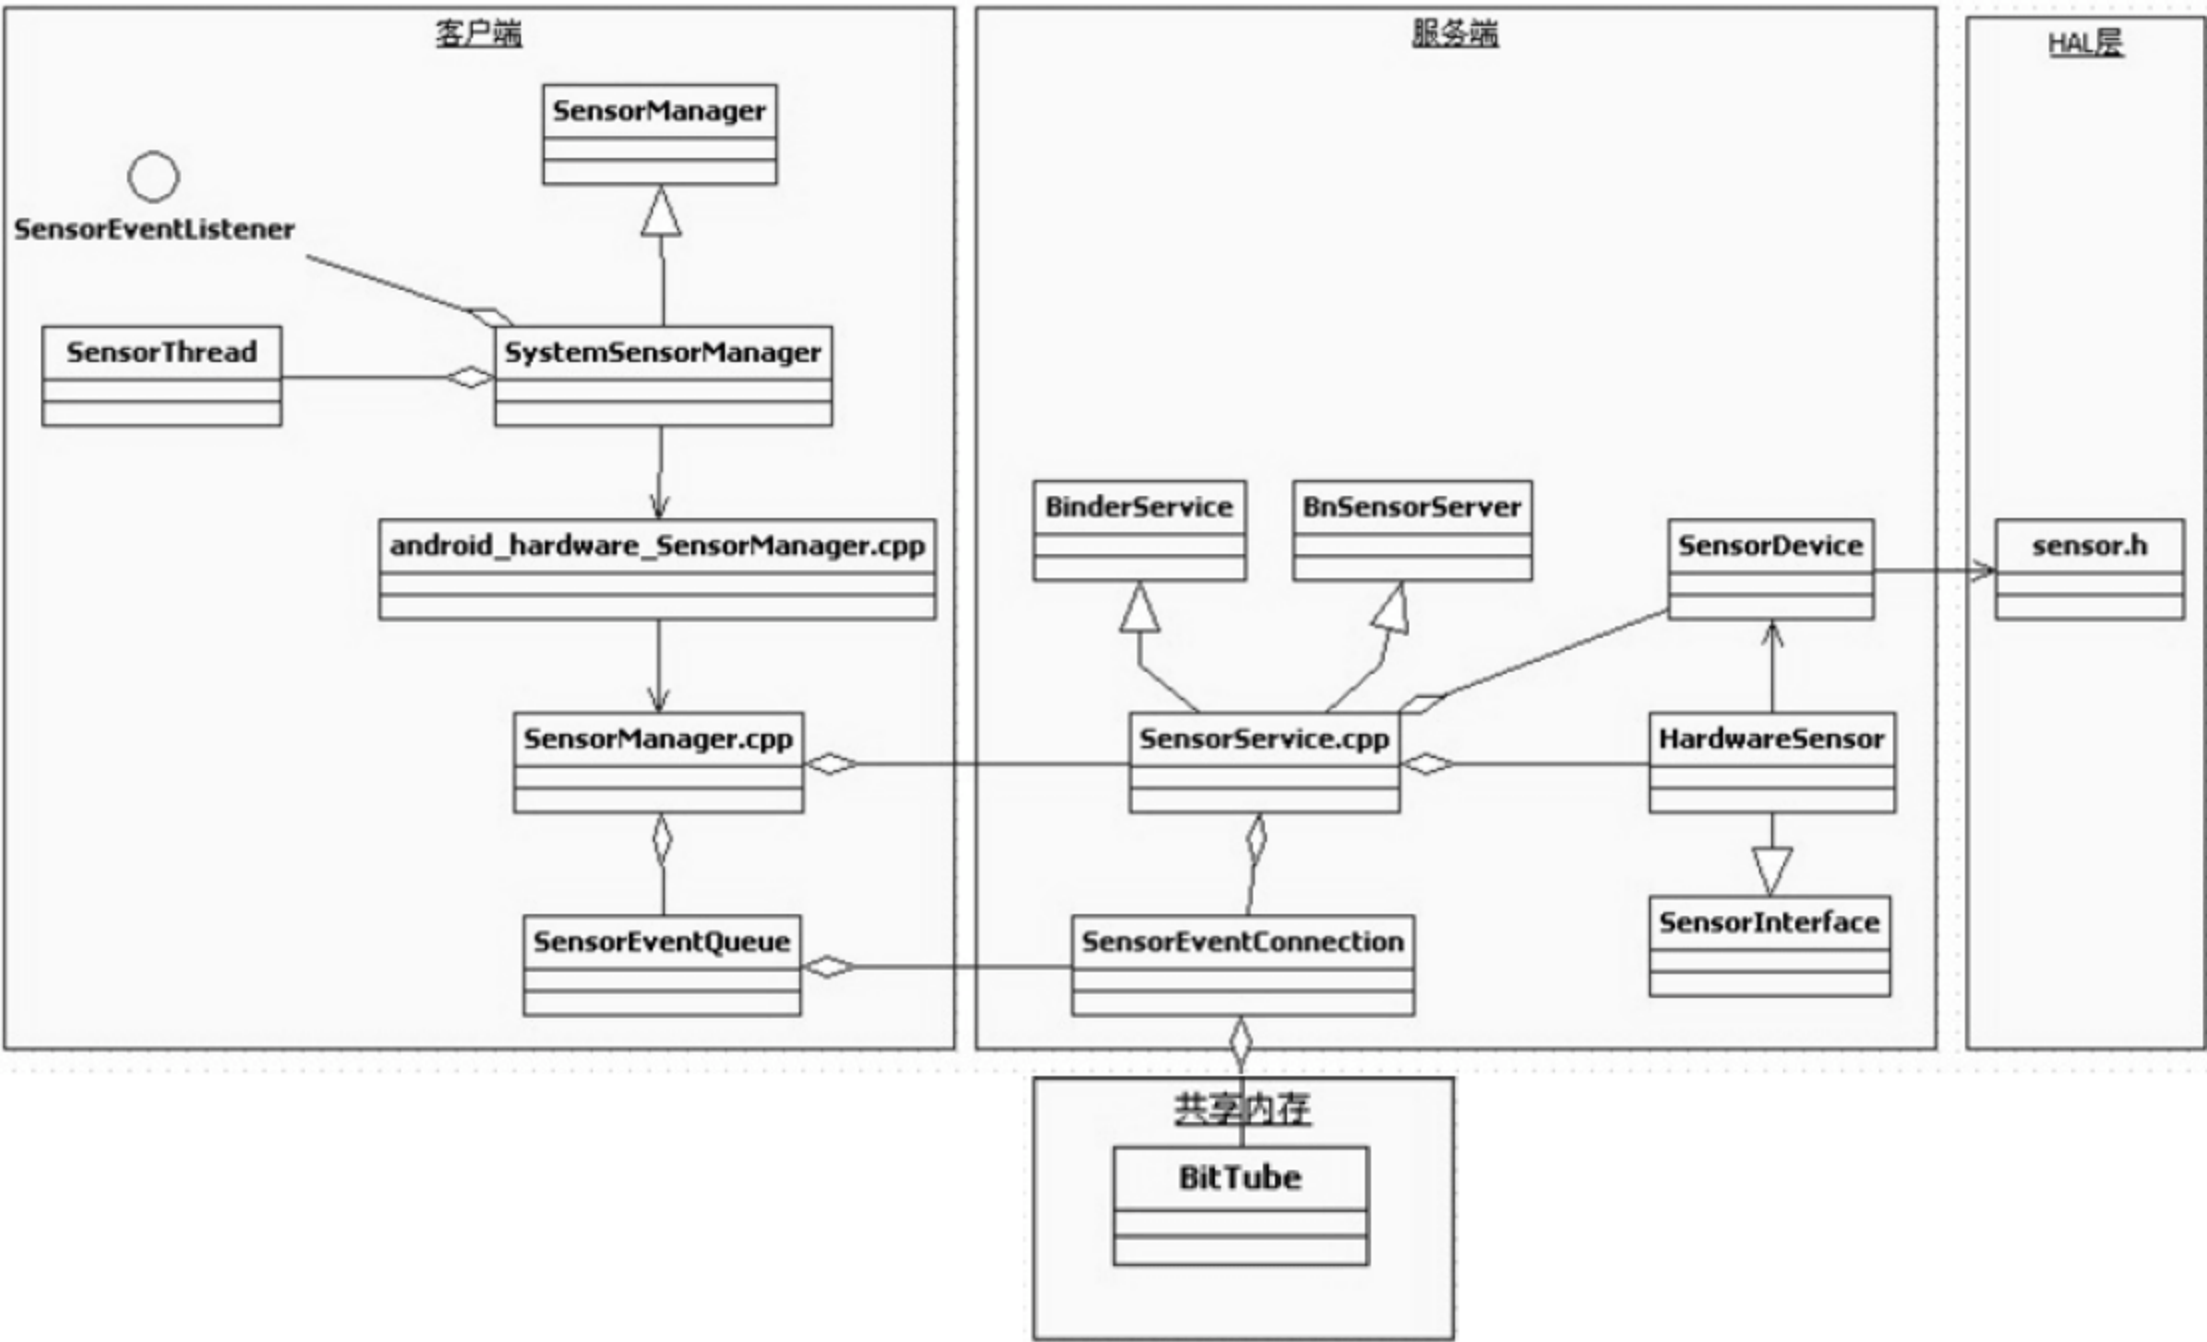 客户端
SensorManager
SensorEventListener
SensorThread
SystemSensorManager
android_hardware_SensorManager.cpp
SensorManager.cpp
SensorEventQueue
服务端
BinderService
BnSensorServer
SensorDevice
SensorService.cpp
HardwareSensor
SensorEventConnection
SensorInterface
HAL层
sensor.h
共享内存
BitTube